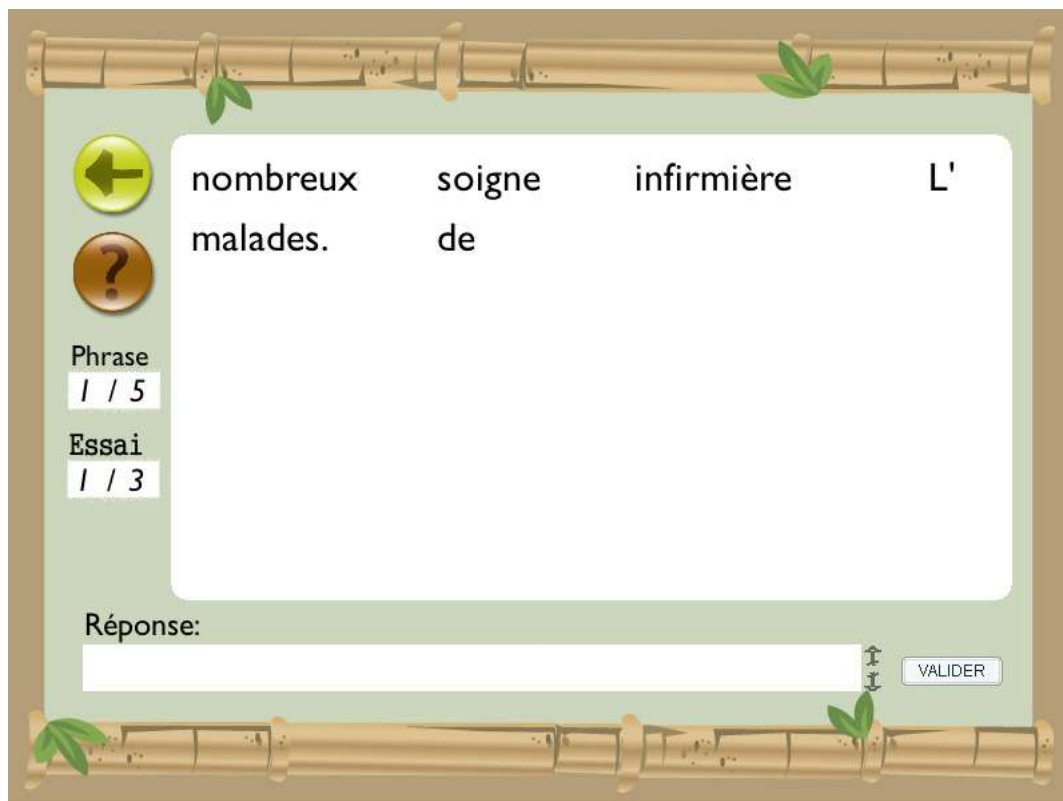 nombreux soigne infirmière L'
malades. de
Phrase
1 / 5
Essai
1 / 3
Réponse:
VALIDER